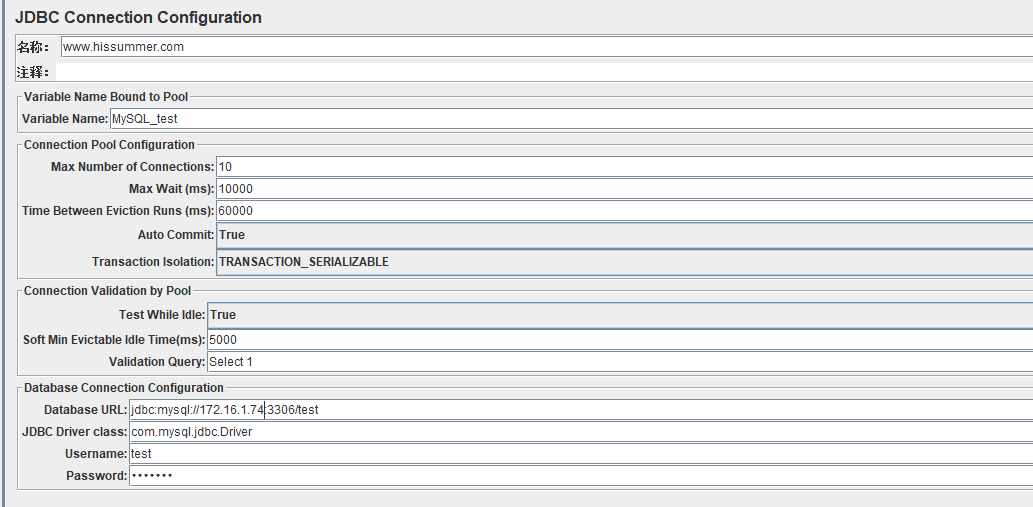 JDBC Connection Configuration
名称： www.hissummer.com
注释：
Variable Name Bound to Pool
Variable Name: MySQL_test
Connection Pool Configuration
Max Number of Connections: 10
Max Wait (ms): 10000
Time Between Eviction Runs (ms): 60000
Auto Commit: True
Transaction Isolation: TRANSACTION_SERIALIZABLE
Connection Validation by Pool
Test While Idle: True
Soft Min Evictable Idle Time(ms): 5000
Validation Query: Select 1
Database Connection Configuration
Database URL: jdbc:mysql://172.16.1.74:3306/test
JDBC Driver class: com.mysql.jdbc.Driver
Username: test
Password: •••••••